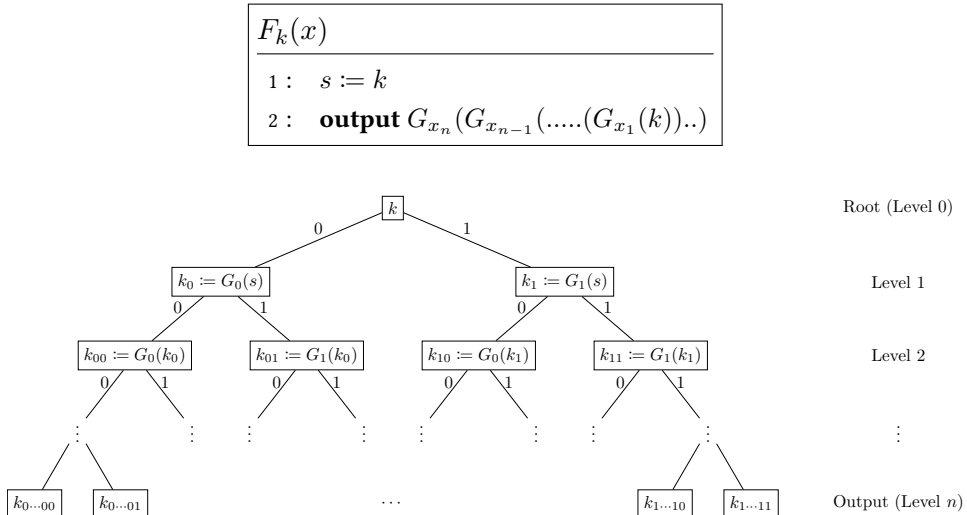 F_k(x)
1 : s := k
2 : output G_{x_n}(G_{x_{n-1}}(.....(G_{x_1}(k))..)
k Root (Level 0)
0 1
k_0 := G_0(s) k_1 := G_1(s) Level 1
0 1 0 1
k_{00} := G_0(k_0) k_{01} := G_1(k_0) k_{10} := G_0(k_1) k_{11} := G_1(k_1) Level 2
0 1 0 1 0 1 0 1
⋮ ⋮ ⋮ ⋮ ⋮ ⋮ ⋮ ⋮ ⋮
k_{0⋯00} k_{0⋯01} ⋯ k_{1⋯10} k_{1⋯11} Output (Level n)